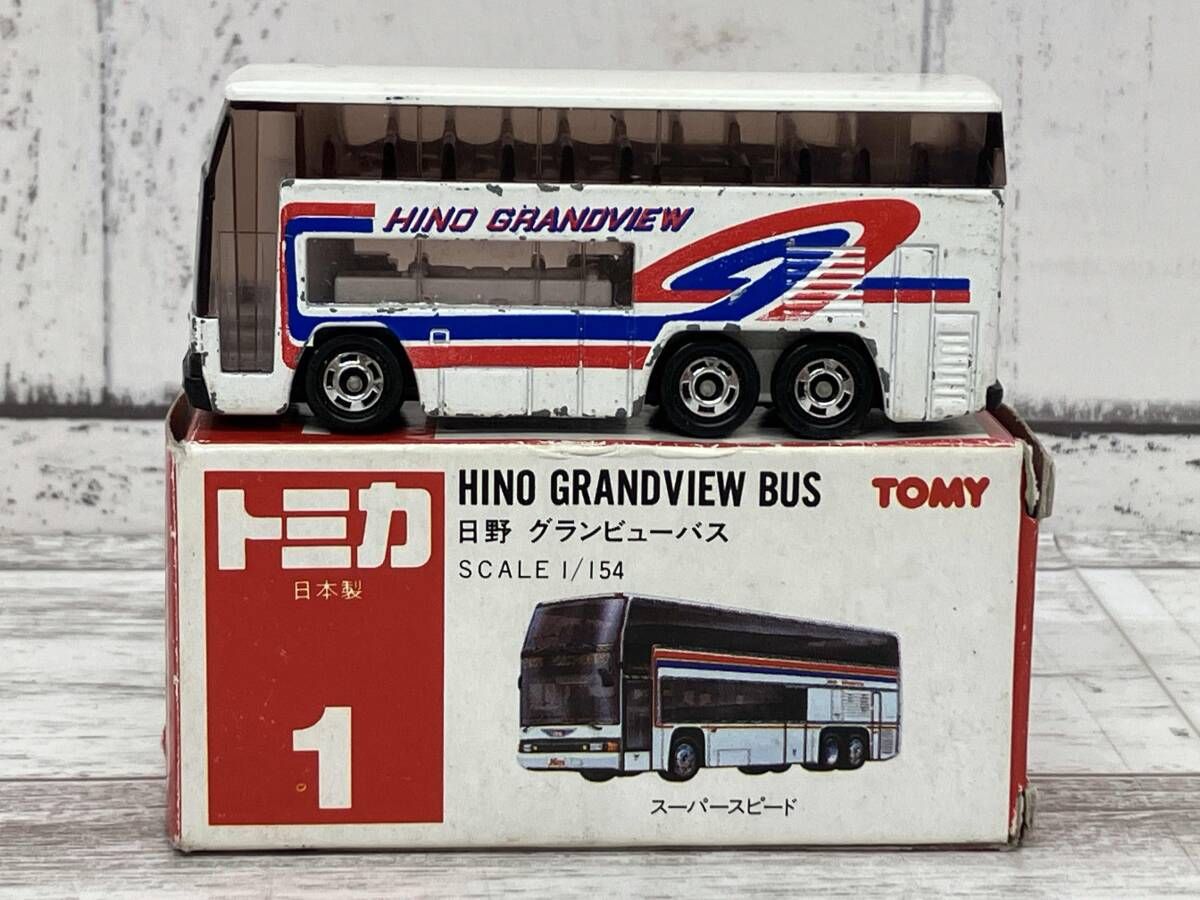 HINO GRANDVIEW
トミカ
日本製
1
HINO GRANDVIEW BUS
日野 グランビューバス
SCALE 1/154
TOMY
スーパースピード